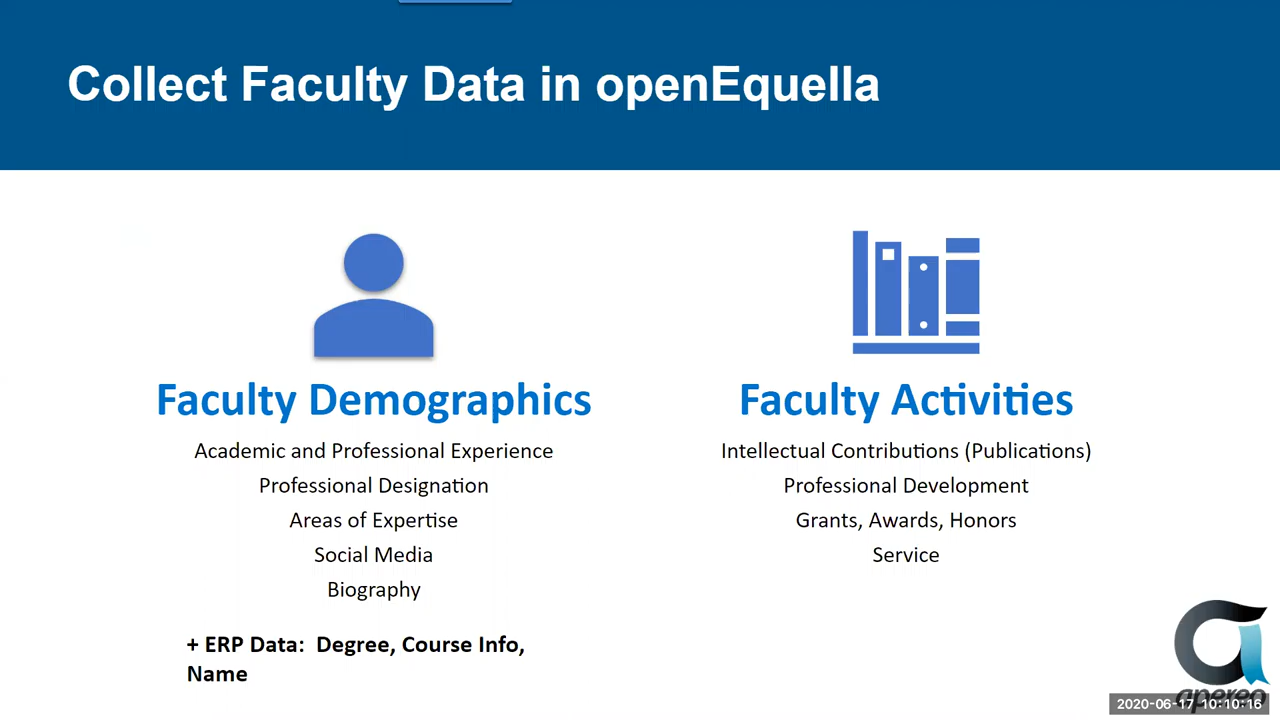 Collect Faculty Data in openEquella
Faculty Demographics
Academic and Professional Experience
Professional Designation
Areas of Expertise
Social Media
Biography
+ ERP Data:  Degree, Course Info,
Name
Faculty Activities
Intellectual Contributions (Publications)
Professional Development
Grants, Awards, Honors
Service
apereo
2020-06-17 10:10:16